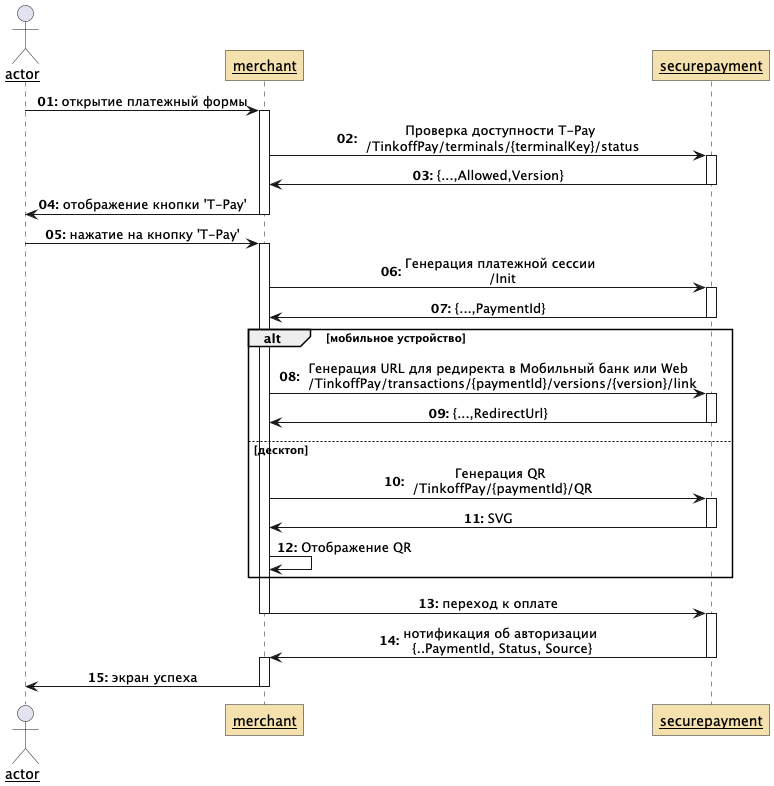 actor
merchant
securepayment
01: открытие платежный формы
02: Проверка доступности T-Pay
/TinkoffPay/terminals/{terminalKey}/status
03: {...,Allowed,Version}
04: отображение кнопки 'T-Pay'
05: нажатие на кнопку 'T-Pay'
06: Генерация платежной сессии
/Init
07: {...,PaymentId}
alt [мобильное устройство]
08: Генерация URL для редиректа в Мобильный банк или Web
/TinkoffPay/transactions/{paymentId}/versions/{version}/link
09: {...,RedirectUrl}
[десктоп]
10: Генерация QR
/TinkoffPay/{paymentId}/QR
11: SVG
12: Отображение QR
13: переход к оплате
14: нотификация об авторизации
{..PaymentId, Status, Source}
15: экран успеха
actor
merchant
securepayment